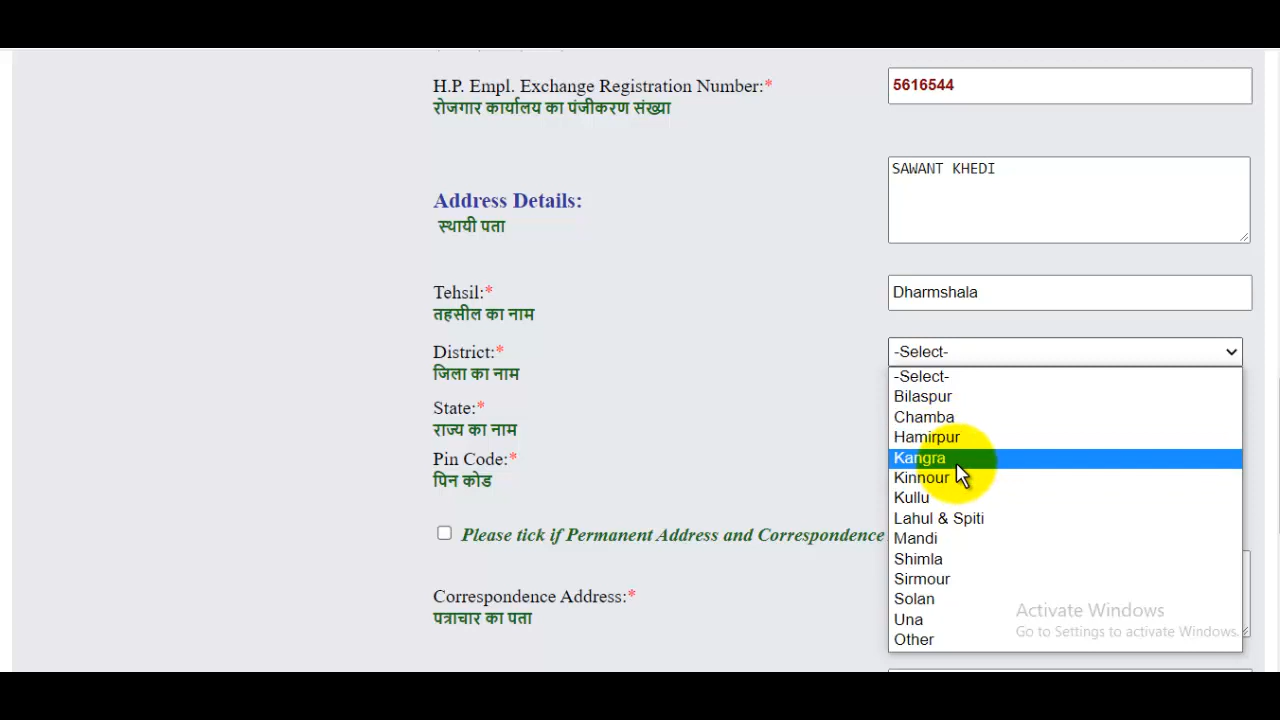 H.P. Empl. Exchange Registration Number:*
रोजगार कार्यालय का पंजीकरण संख्या
5616544
Address Details:
स्थायी पता
SAWANT KHEDI
Tehsil:*
तहसील का नाम
Dharmshala
District:*
जिला का नाम
-Select-
-Select-
Bilaspur
Chamba
Hamirpur
Kangra
Kinnour
Kullu
Lahul & Spiti
Mandi
Shimla
Sirmour
Solan
Una
Other
State:*
राज्य का नाम
Pin Code:*
पिन कोड
Please tick if Permanent Address and Correspondence
Correspondence Address:*
पत्राचार का पता
Activate Windows
Go to Settings to activate Windows.